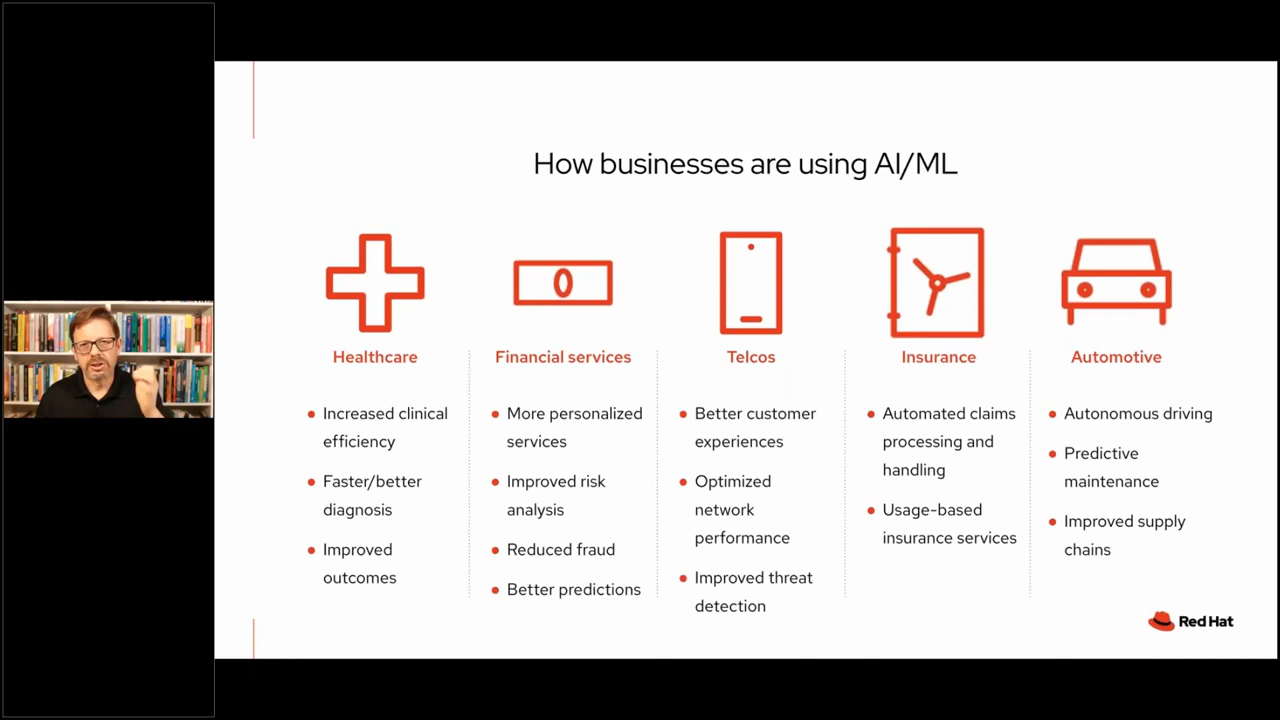 How businesses are using AI/ML
Healthcare
Increased clinical
efficiency
Faster/better
diagnosis
Improved
outcomes
Financial services
More personalized
services
Improved risk
analysis
Reduced fraud
Better predictions
Telcos
Better customer
experiences
Optimized
network
performance
Improved threat
detection
Insurance
Automated claims
processing and
handling
Usage-based
insurance services
Automotive
Autonomous driving
Predictive
maintenance
Improved supply
chains
Red Hat